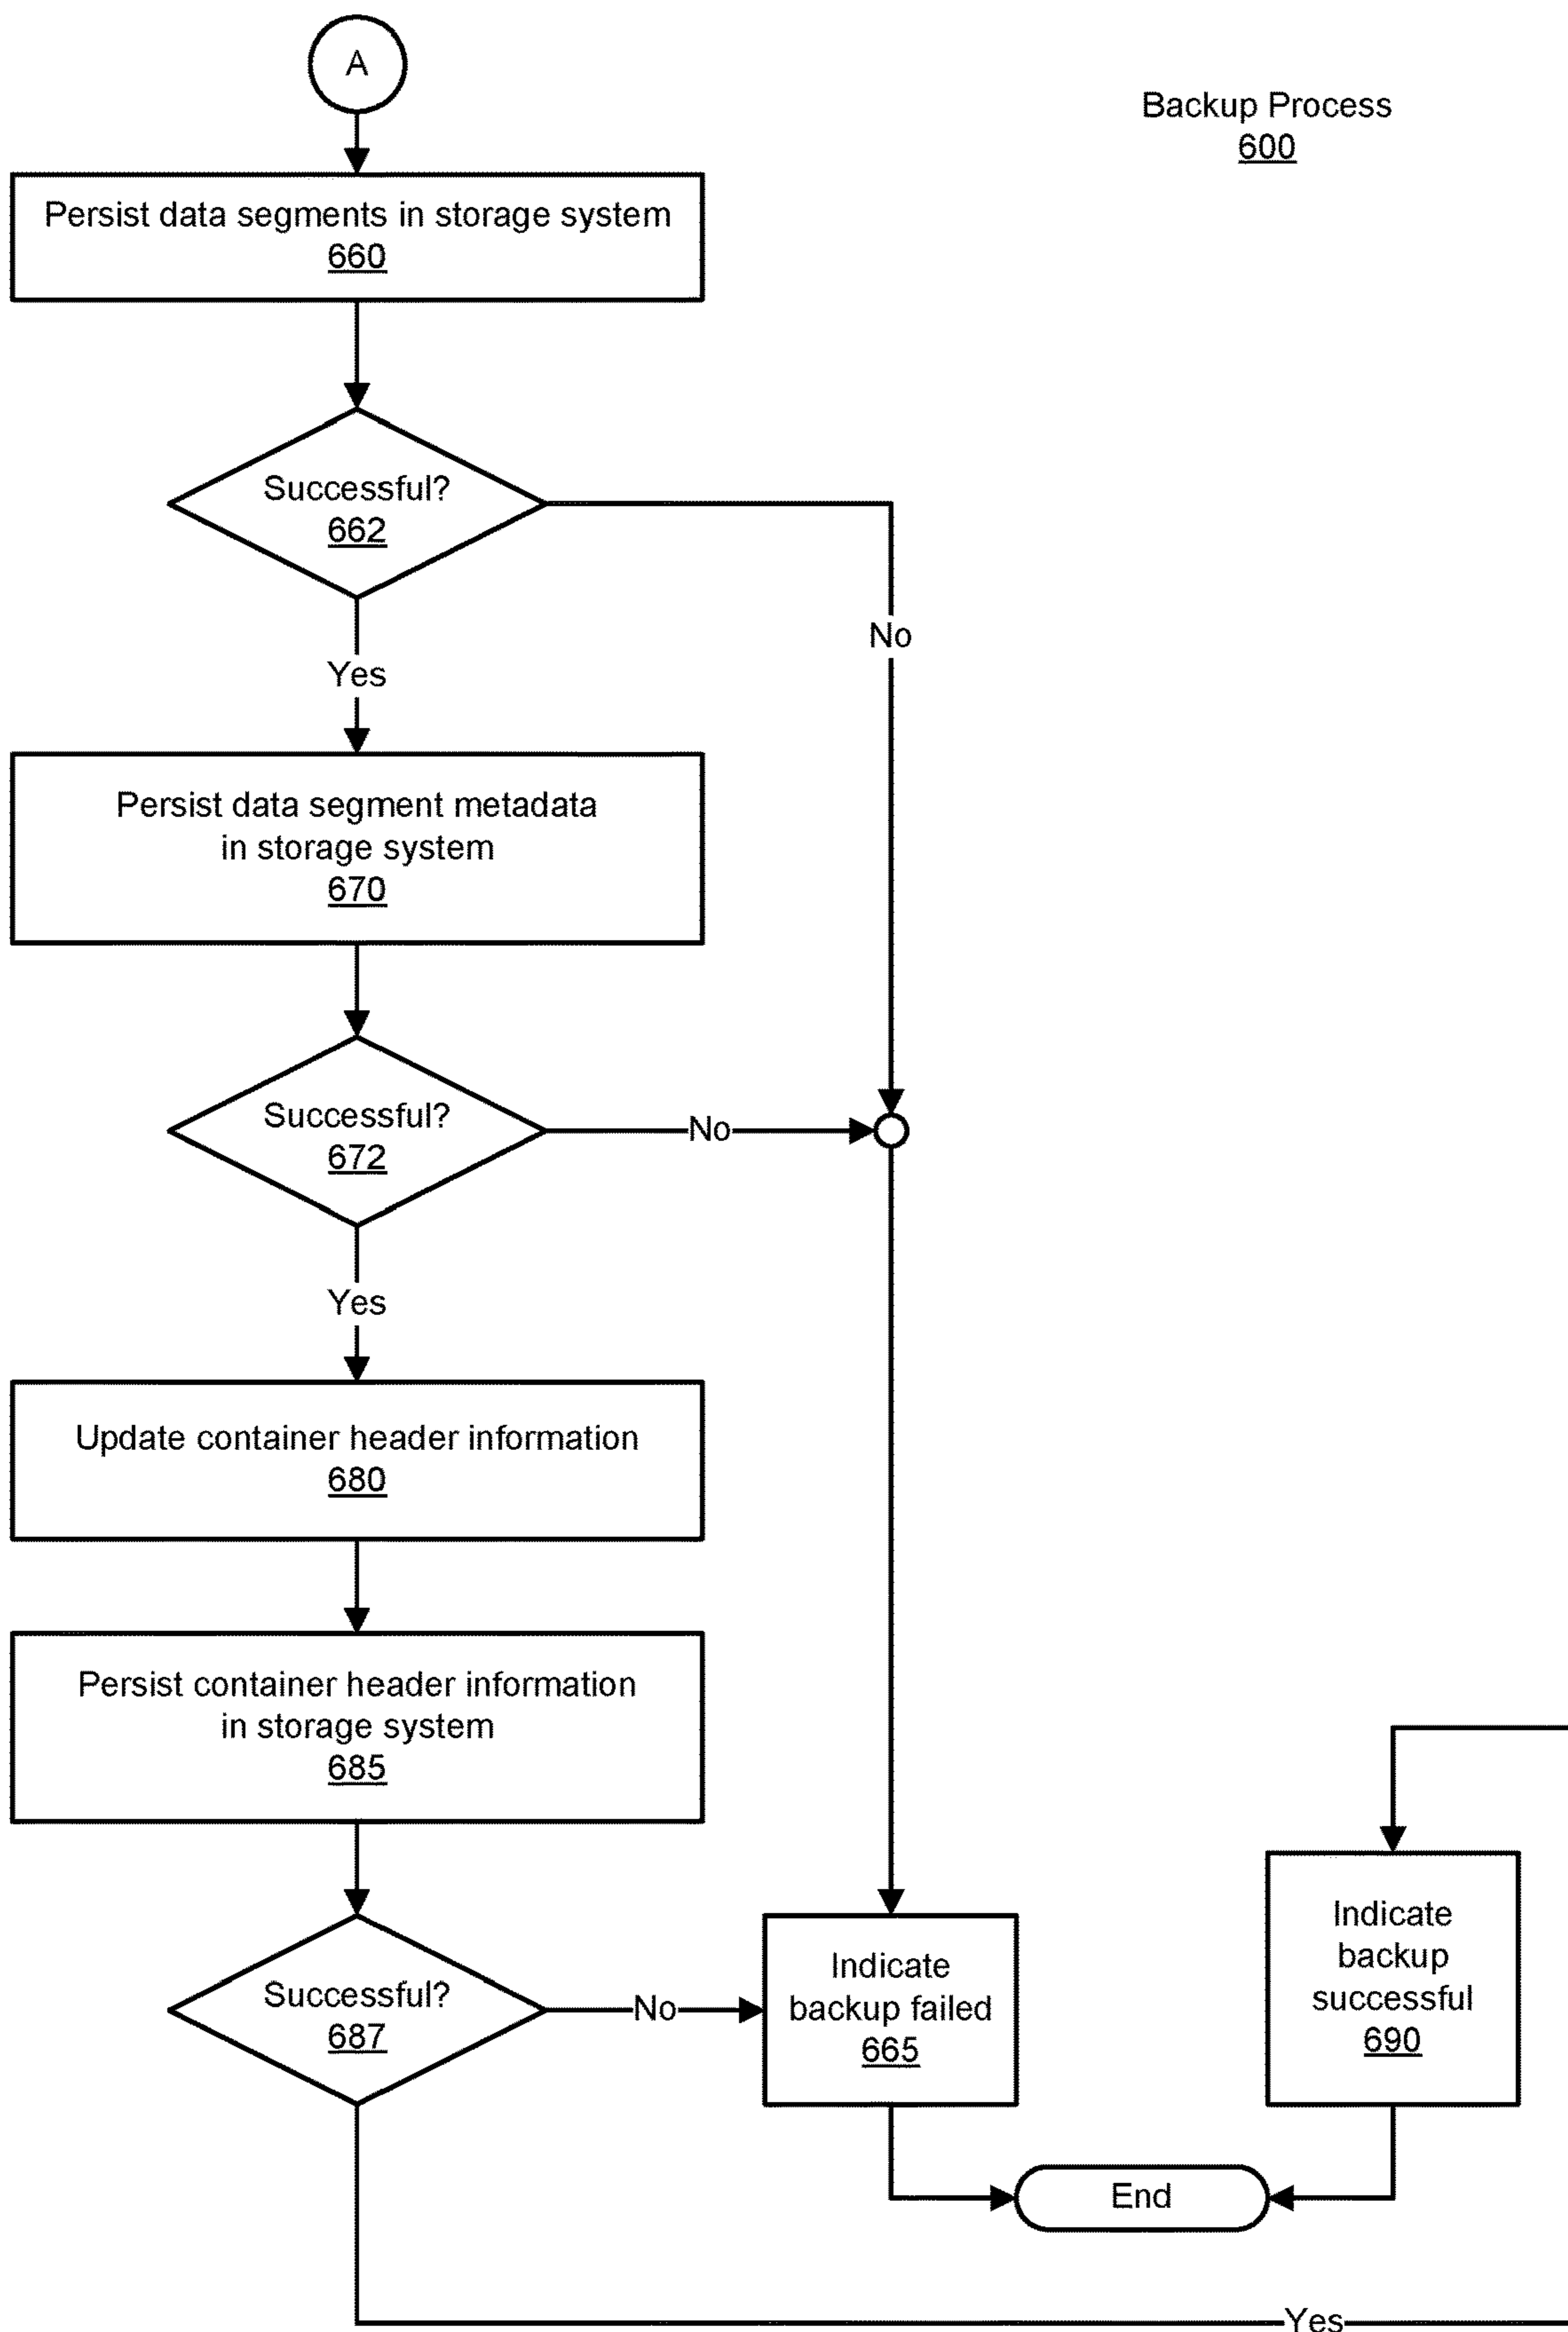 A
Backup Process
600
Persist data segments in storage system
660
Successful?
662
No
Yes
Persist data segment metadata
in storage system
670
Successful?
672
No
Yes
Update container header information
680
Persist container header information
in storage system
685
Successful?
687
No
Indicate
backup failed
665
Indicate
backup
successful
690
End
Yes